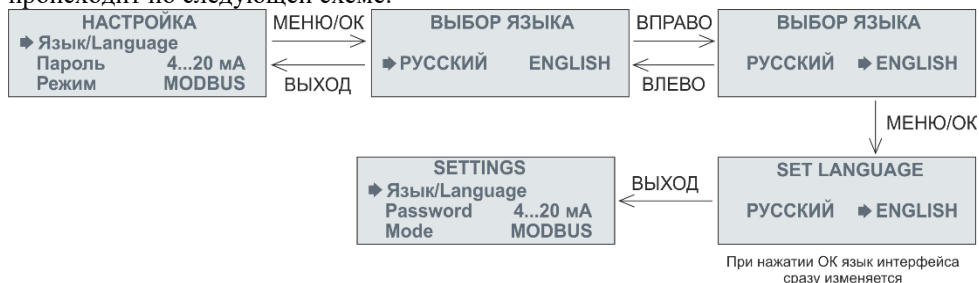 происходит по следующей схеме:
НАСТРОЙКА
Язык/Language
Пароль 4...20 мА
Режим MODBUS
МЕНЮ/ОК
ВЫХОД
ВЫБОР ЯЗЫКА
РУССКИЙ ENGLISH
ВПРАВО
ВЛЕВО
ВЫБОР ЯЗЫКА
РУССКИЙ ENGLISH
МЕНЮ/ОК
SET LANGUAGE
РУССКИЙ ENGLISH
При нажатии ОК язык интерфейса
сразу изменяется
ВЫХОД
SETTINGS
Язык/Language
Password 4...20 мА
Mode MODBUS